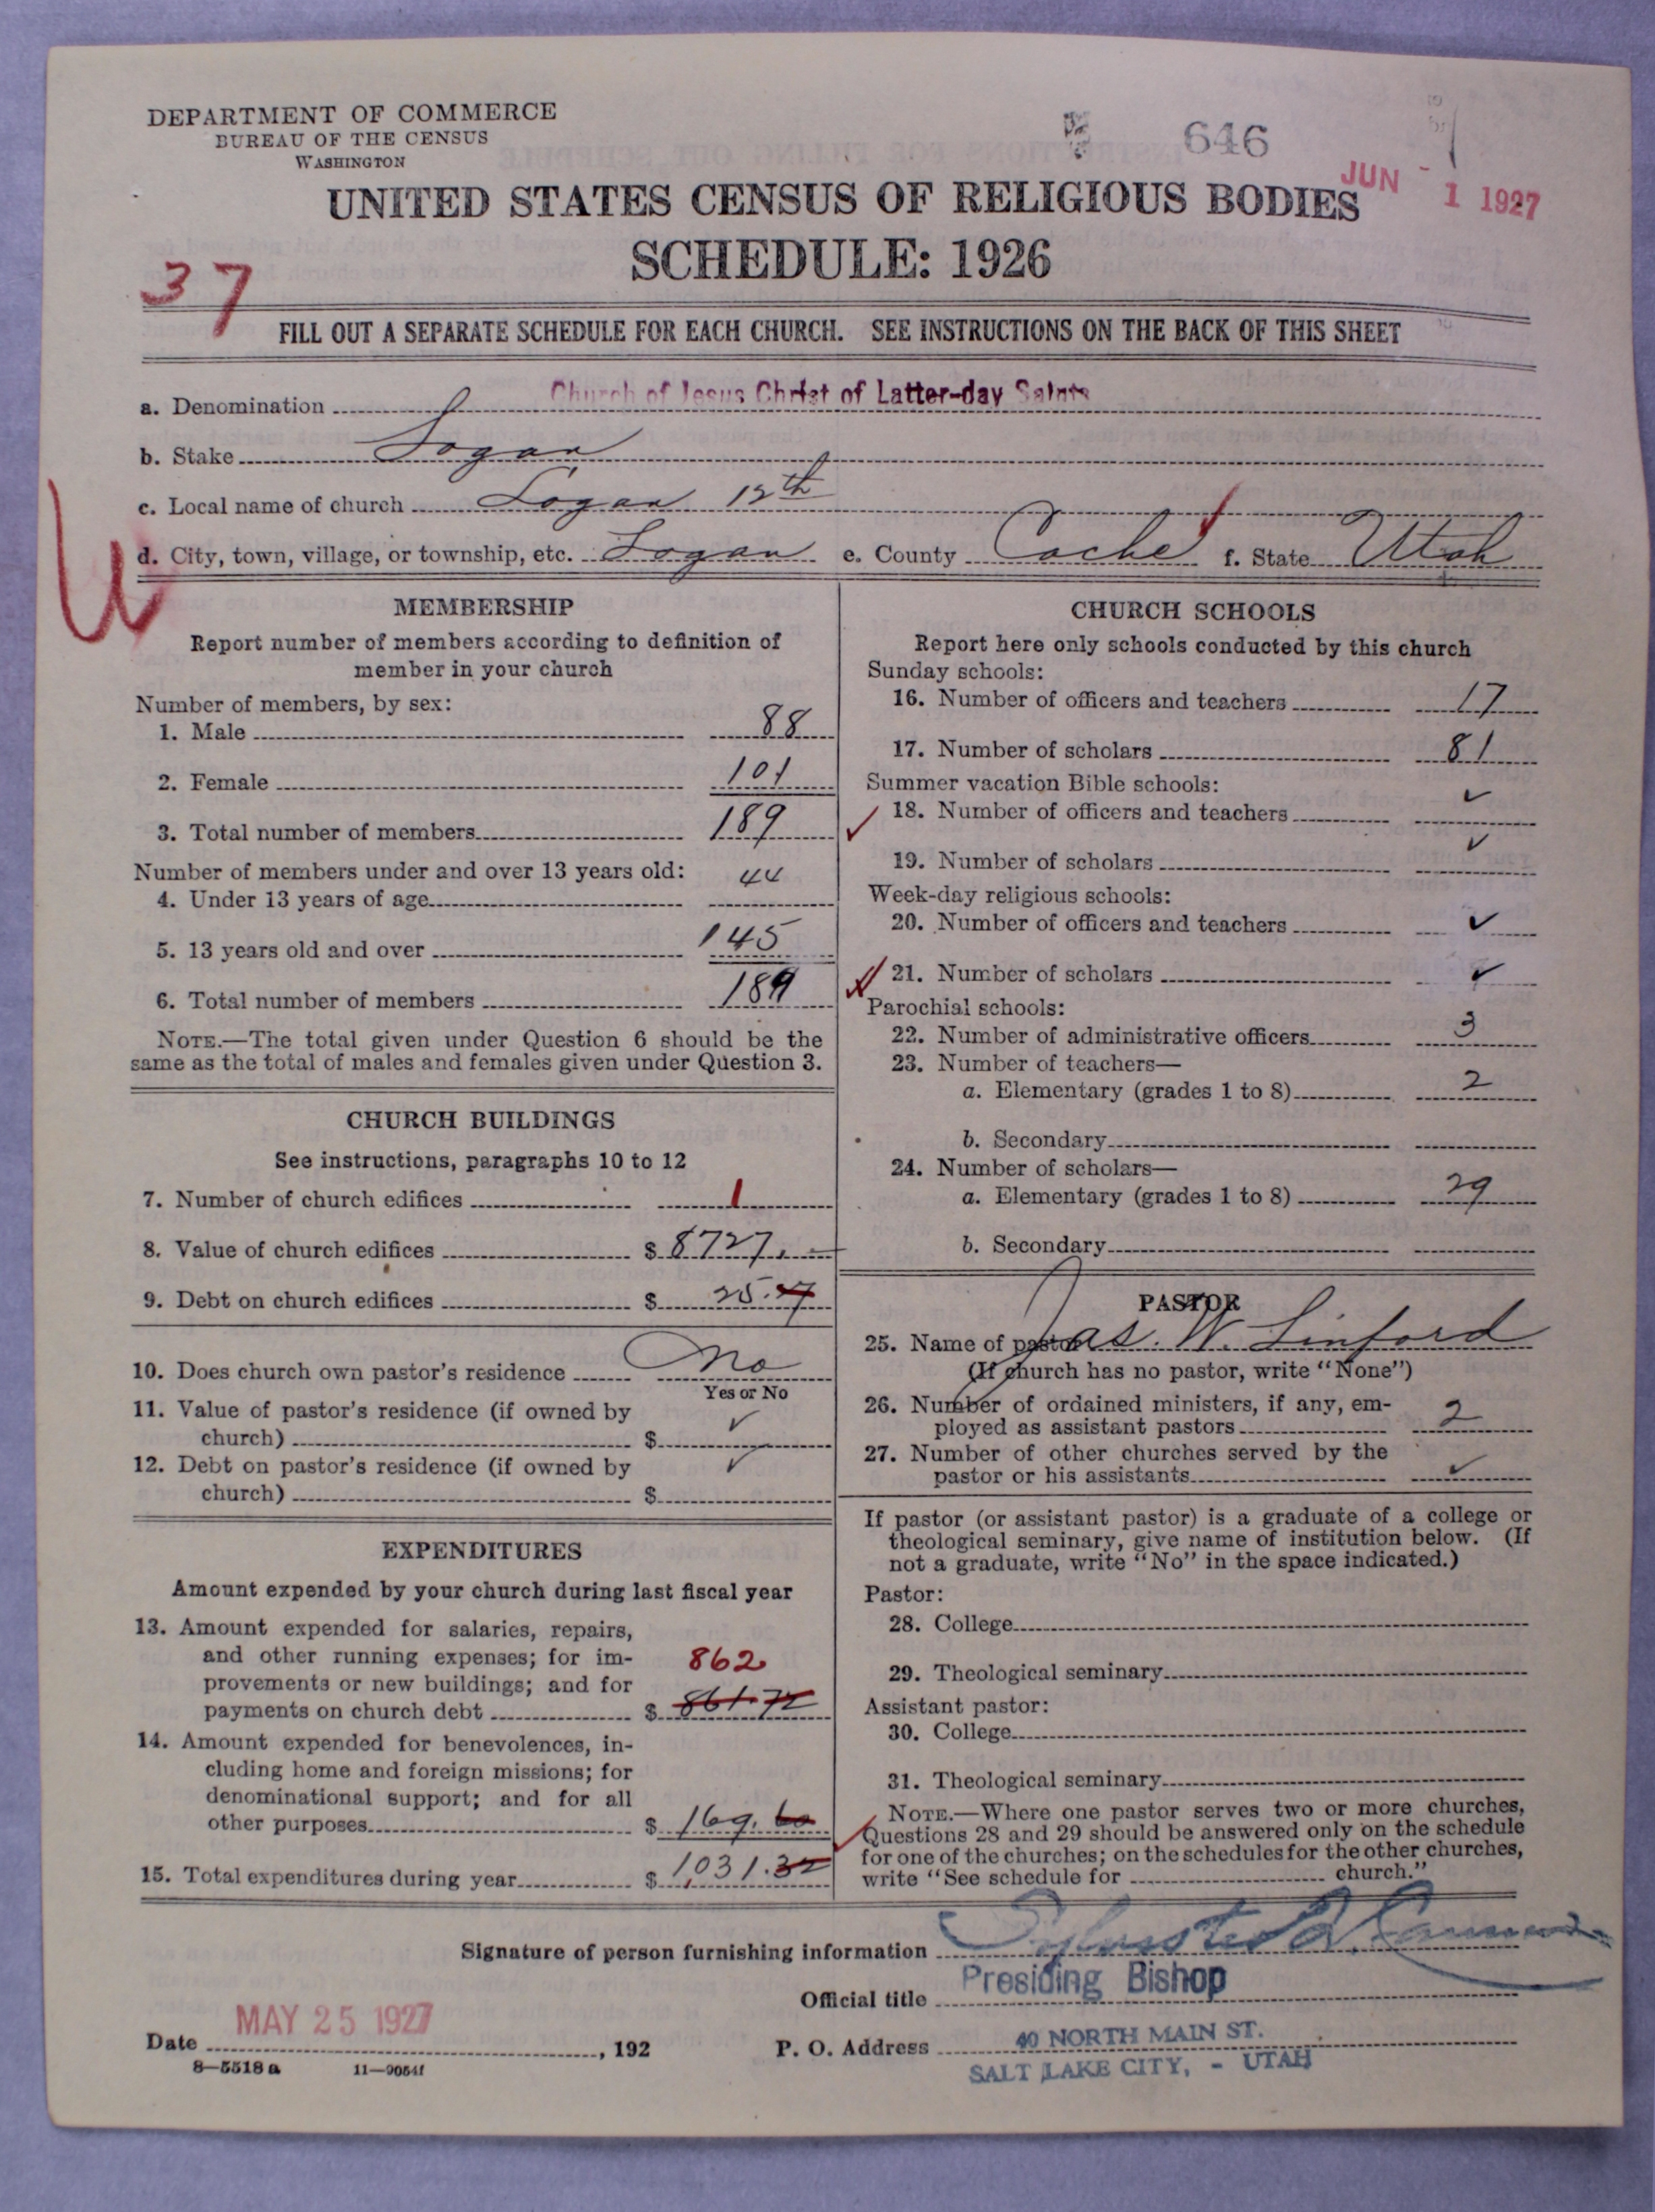 DEPARTMENT OF COMMERCE
BUREAU OF THE CENSUS
WASHINGTON
646
JUN - 1 1927
UNITED STATES CENSUS OF RELIGIOUS BODIES
SCHEDULE: 1926
37
FILL OUT A SEPARATE SCHEDULE FOR EACH CHURCH. SEE INSTRUCTIONS ON THE BACK OF THIS SHEET
a. Denomination Church of Jesus Christ of Latter-day Saints
b. Stake Logan
c. Local name of church Logan 12th
d. City, town, village, or township, etc. Logan e. County Cache f. State Utah
MEMBERSHIP
Report number of members according to definition of
member in your church
Number of members, by sex:
1. Male 88
2. Female 101
3. Total number of members 189
Number of members under and over 13 years old:
4. Under 13 years of age 44
5. 13 years old and over 145
6. Total number of members 189
NOTE.—The total given under Question 6 should be the
same as the total of males and females given under Question 3.
CHURCH BUILDINGS
See instructions, paragraphs 10 to 12
7. Number of church edifices 1
8. Value of church edifices $ 8727.
9. Debt on church edifices $ 25.
10. Does church own pastor's residence No
Yes or No
11. Value of pastor's residence (if owned by
church) $ ✓
12. Debt on pastor's residence (if owned by
church) $ ✓
EXPENDITURES
Amount expended by your church during last fiscal year
13. Amount expended for salaries, repairs,
and other running expenses; for im-
provements or new buildings; and for
payments on church debt $ 861.72
862
14. Amount expended for benevolences, in-
cluding home and foreign missions; for
denominational support; and for all
other purposes $ 169.60
15. Total expenditures during year $ 1,031.32
CHURCH SCHOOLS
Report here only schools conducted by this church
Sunday schools:
16. Number of officers and teachers 17
17. Number of scholars 81
Summer vacation Bible schools:
18. Number of officers and teachers ✓
19. Number of scholars ✓
Week-day religious schools:
20. Number of officers and teachers ✓
21. Number of scholars ✓
Parochial schools:
22. Number of administrative officers 3
23. Number of teachers—
a. Elementary (grades 1 to 8) 2
b. Secondary
24. Number of scholars—
a. Elementary (grades 1 to 8) 29
b. Secondary
PASTOR
25. Name of pastor Jas. W. Linford
(If church has no pastor, write "None")
26. Number of ordained ministers, if any, em-
ployed as assistant pastors 2
27. Number of other churches served by the
pastor or his assistants ✓
If pastor (or assistant pastor) is a graduate of a college or
theological seminary, give name of institution below. (If
not a graduate, write "No" in the space indicated.)
Pastor:
28. College
29. Theological seminary
Assistant pastor:
30. College
31. Theological seminary
NOTE.—Where one pastor serves two or more churches,
Questions 28 and 29 should be answered only on the schedule
for one of the churches; on the schedules for the other churches,
write "See schedule for church."
Signature of person furnishing information Sylvester Q. Cannon
Official title Presiding Bishop
Date MAY 25 1927, 192
P. O. Address 40 NORTH MAIN ST.
SALT LAKE CITY, - UTAH
8—5518 a 11—9054f